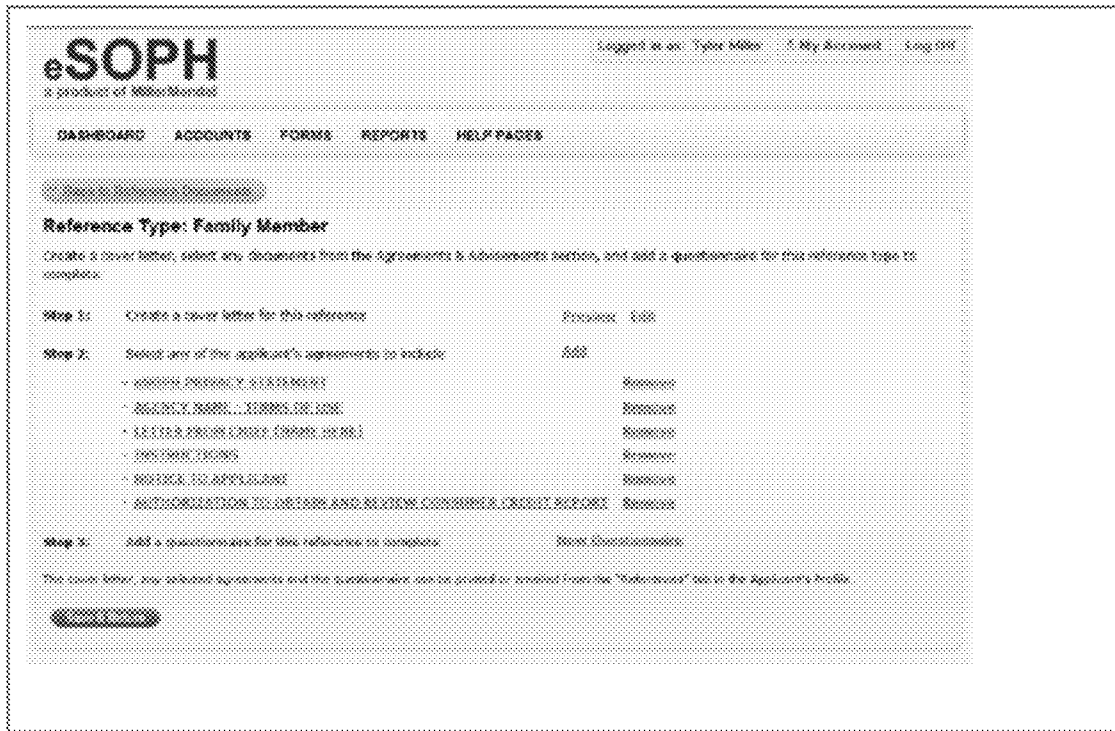 Logged in as: Tyler Miller My Account Log Off
eSOPH
a product of MillerMendel
DASHBOARD ACCOUNTS FORMS REPORTS HELP PAGES
Reference Type: Family Member
Create a cover letter, select any documents from the Agreements & Advisements section, and add a questionnaire for this reference type to
complete.
Step 1: Create a cover letter for this reference Preview Edit
Step 2: Select any of the applicant's agreements to include Add
- eSOPH PRIVACY STATEMENT Remove
- AGENCY NAME - TERMS OF USE Remove
- LETTER FROM CHIEF (NAME HERE) Remove
- INSTRUCTIONS Remove
- NOTICE TO APPLICANT Remove
- AUTHORIZATION TO OBTAIN AND REVIEW CONSUMER CREDIT REPORT Remove
Step 3: Add a questionnaire for this reference to complete Questionnaire
The cover letter, any selected agreements and the questionnaire can be printed or emailed from the "References" tab in the Applicant's Profile.